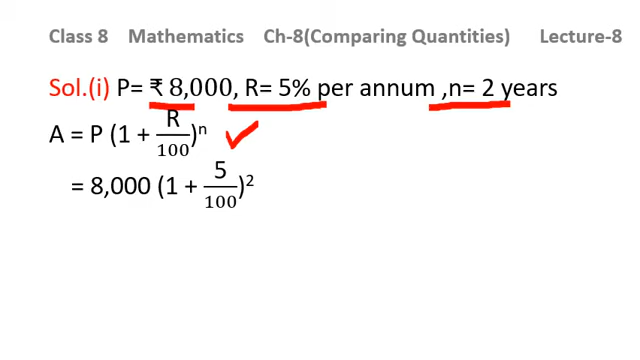 Class 8 Mathematics Ch-8(Comparing Quantities) Lecture-8
Sol.(i) P= ₹ 8,000, R= 5% per annum ,n= 2 years
A = P (1 + R/100)ⁿ
= 8,000 (1 + 5/100)²